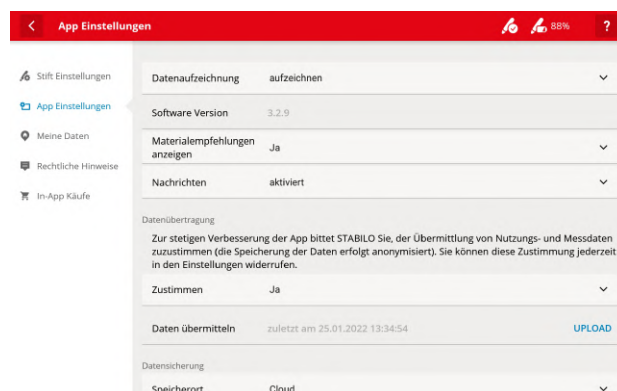 App Einstellungen
88%
?
Stift Einstellungen
App Einstellungen
Meine Daten
Rechtliche Hinweise
In-App Käufe
Datenaufzeichnung aufzeichnen
Software Version 3.2.9
Materialempfehlungen
anzeigen Ja
Nachrichten aktiviert
Datenübertragung
Zur stetigen Verbesserung der App bittet STABILO Sie, der Übermittlung von Nutzungs- und Messdaten
zuzustimmen (die Speicherung der Daten erfolgt anonymisiert). Sie können diese Zustimmung jederzeit
in den Einstellungen widerrufen.
Zustimmen Ja
Daten übermitteln zuletzt am 25.01.2022 13:34:54 UPLOAD
Datensicherung
Speicherort Cloud